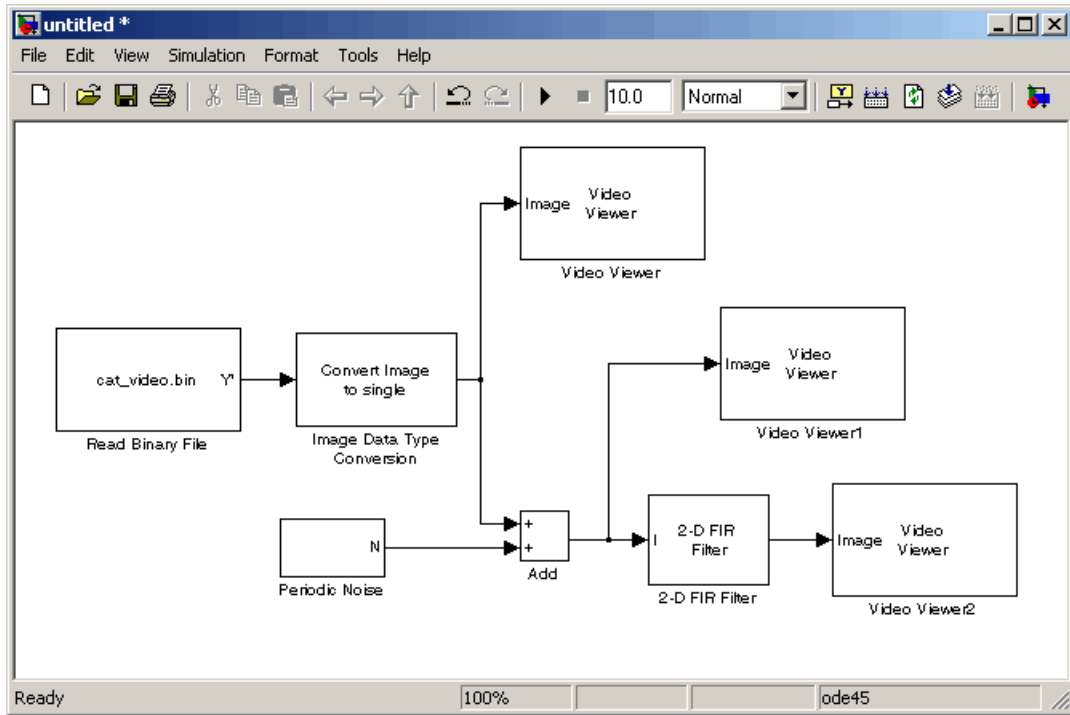 untitled *
File Edit View Simulation Format Tools Help
10.0 Normal
Image Video
Viewer
Video Viewer
cat_video.bin Y'
Read Binary File
Convert Image
to single
Image Data Type
Conversion
Image Video
Viewer
Video Viewer1
N
Periodic Noise
+
+
Add
I 2-D FIR
Filter
2-D FIR Filter
Image Video
Viewer
Video Viewer2
Ready 100% ode45